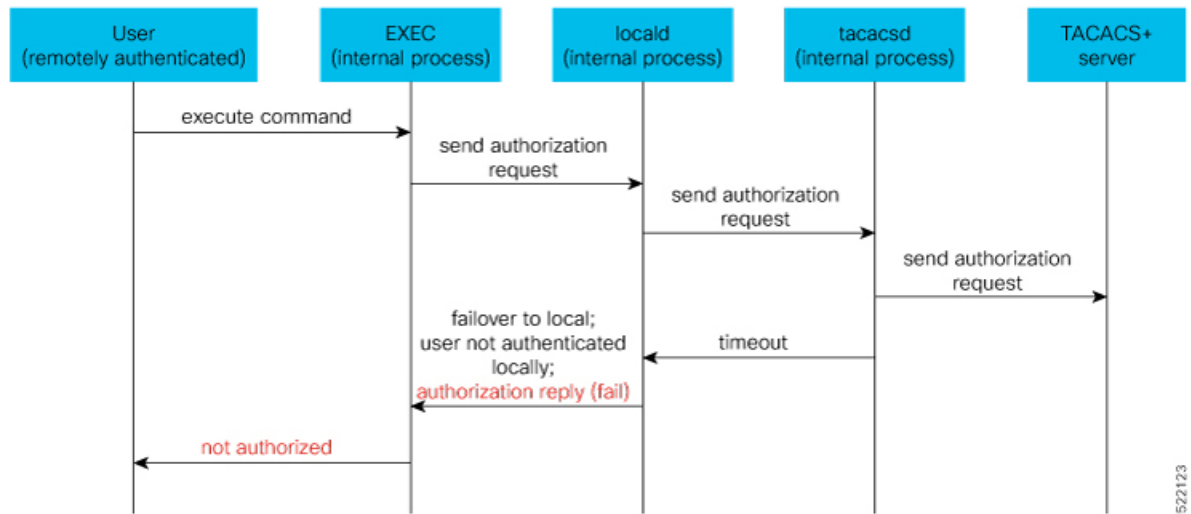 User
(remotely authenticated)
EXEC
(internal process)
locald
(internal process)
tacacsd
(internal process)
TACACS+
server
execute command
send authorization
request
send authorization
request
send authorization
request
failover to local;
user not authenticated
locally;
authorization reply (fail)
timeout
not authorized
522123